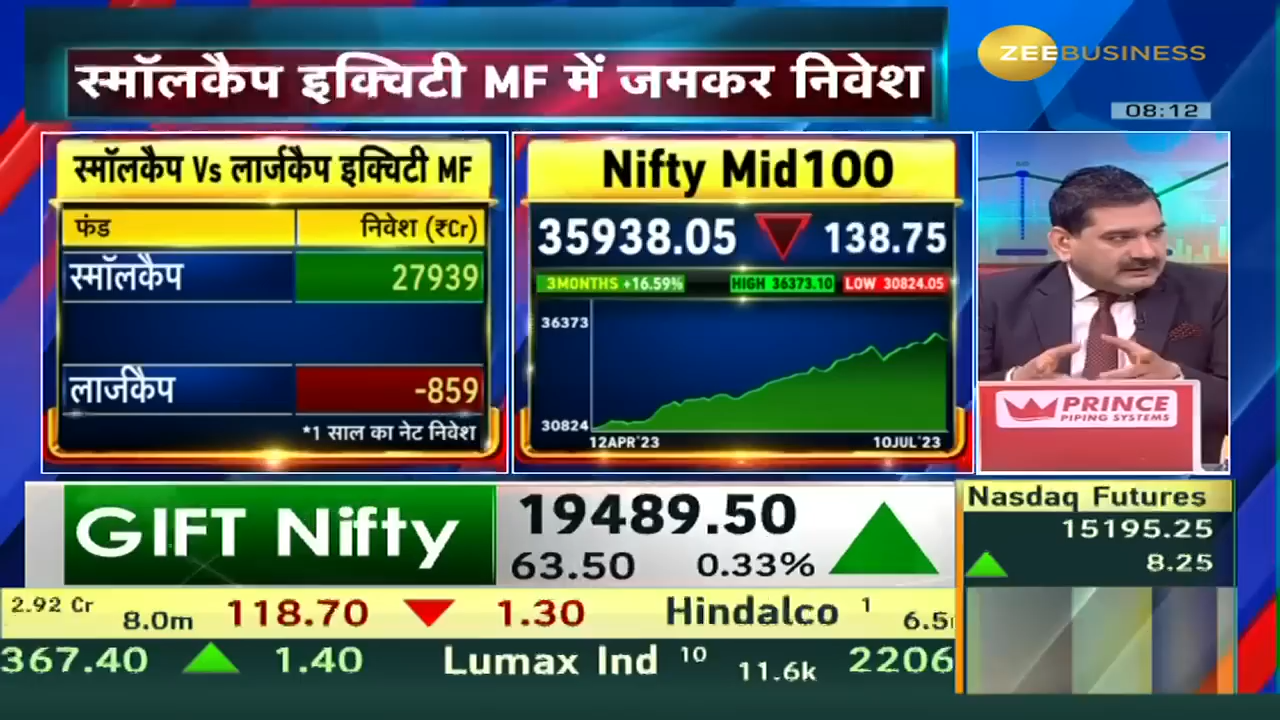 स्मॉलकैप इक्विटी MF में जमकर निवेश
ZEEBUSINESS
08:12
स्मॉलकैप Vs लार्जकैप इक्विटी MF
फंड निवेश (₹Cr)
स्मॉलकैप 27939
लार्जकैप -859
*1 साल का नेट निवेश
Nifty Mid100
35938.05 138.75
3MONTHS +16.59% HIGH 36373.10 LOW 30824.05
36373
30824
12APR'23 10JUL'23
PRINCE
PIPING SYSTEMS
GIFT Nifty
19489.50
63.50 0.33%
Nasdaq Futures
15195.25
8.25
2.92 Cr 8.0m 118.70 1.30 Hindalco 1 6.5
367.40 1.40 Lumax Ind 10 11.6k 2206